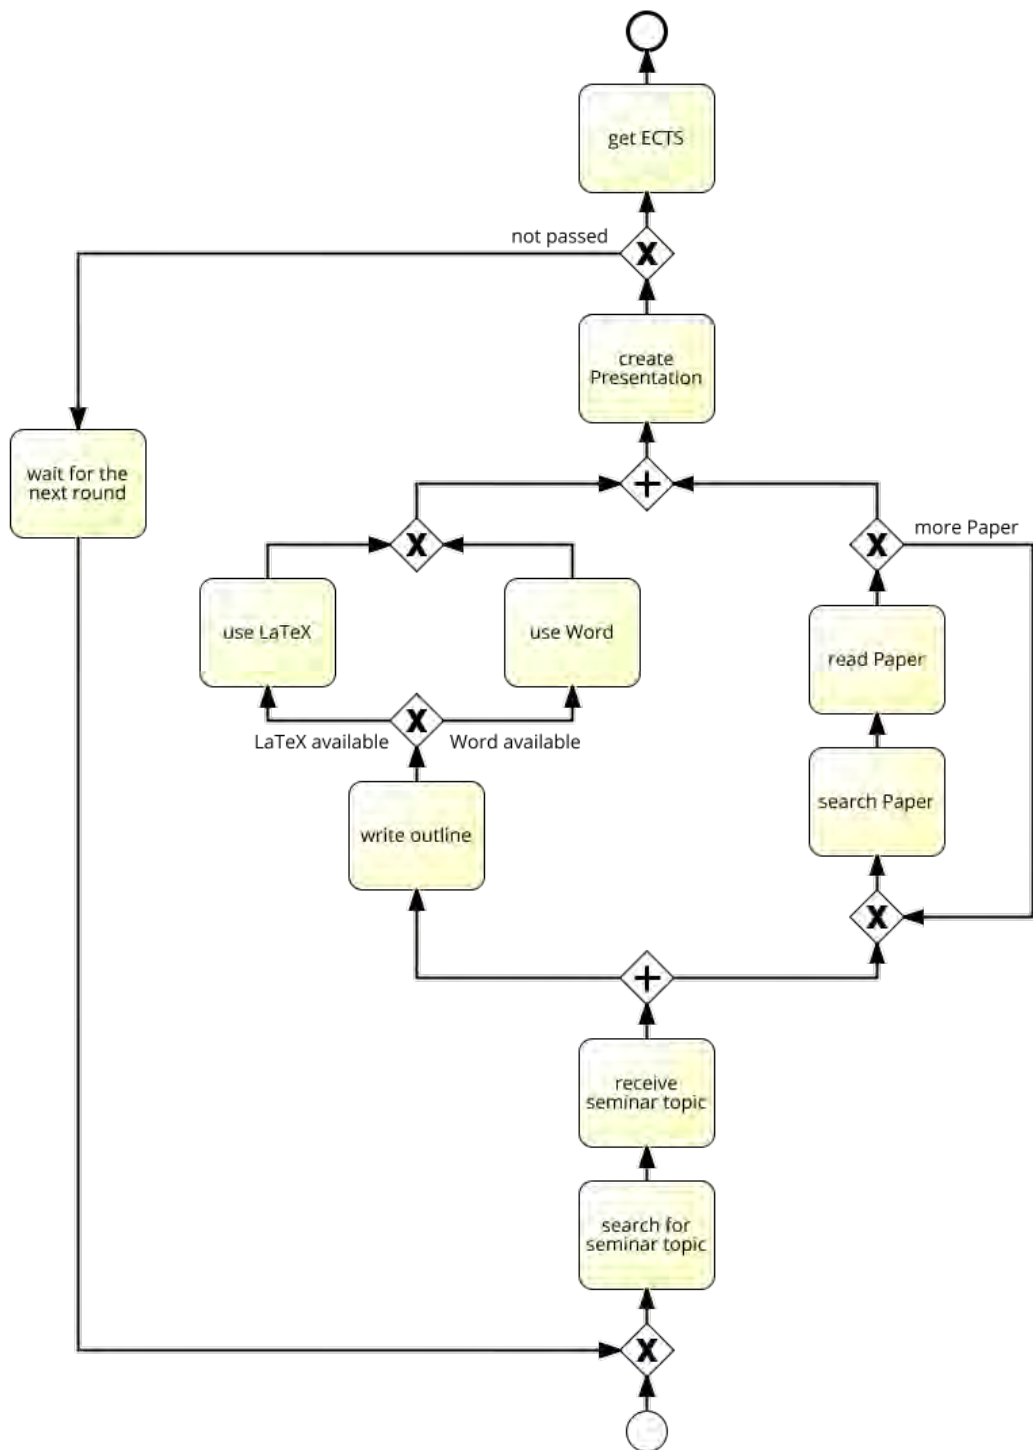 get ECTS
not passed
create
Presentation
wait for the
next round
more Paper
use LaTeX
use Word
read Paper
LaTeX available
Word available
search Paper
write outline
receive
seminar topic
search for
seminar topic